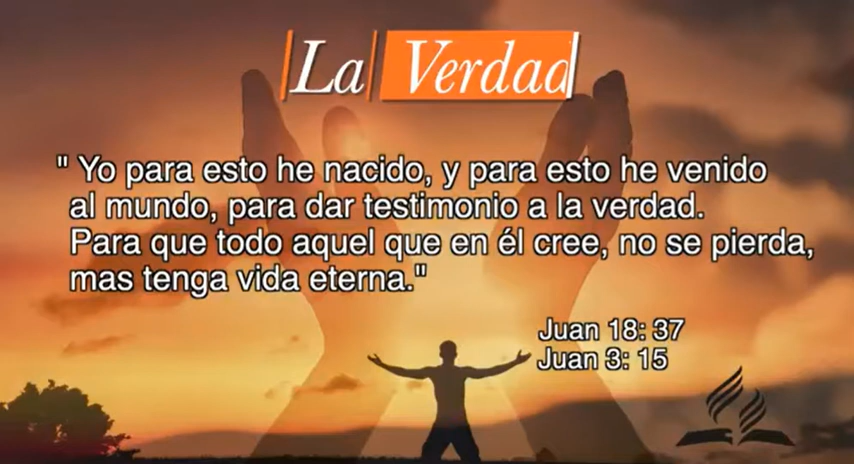 La Verdad
" Yo para esto he nacido, y para esto he venido
al mundo, para dar testimonio a la verdad.
Para que todo aquel que en él cree, no se pierda,
mas tenga vida eterna."
Juan 18: 37
Juan 3: 15